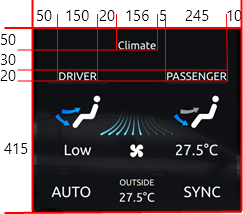 50 150 20 156 5 245 10
50
Climate
30
20
DRIVER PASSENGER
415
Low 27.5°C
AUTO OUTSIDE 27.5°C SYNC